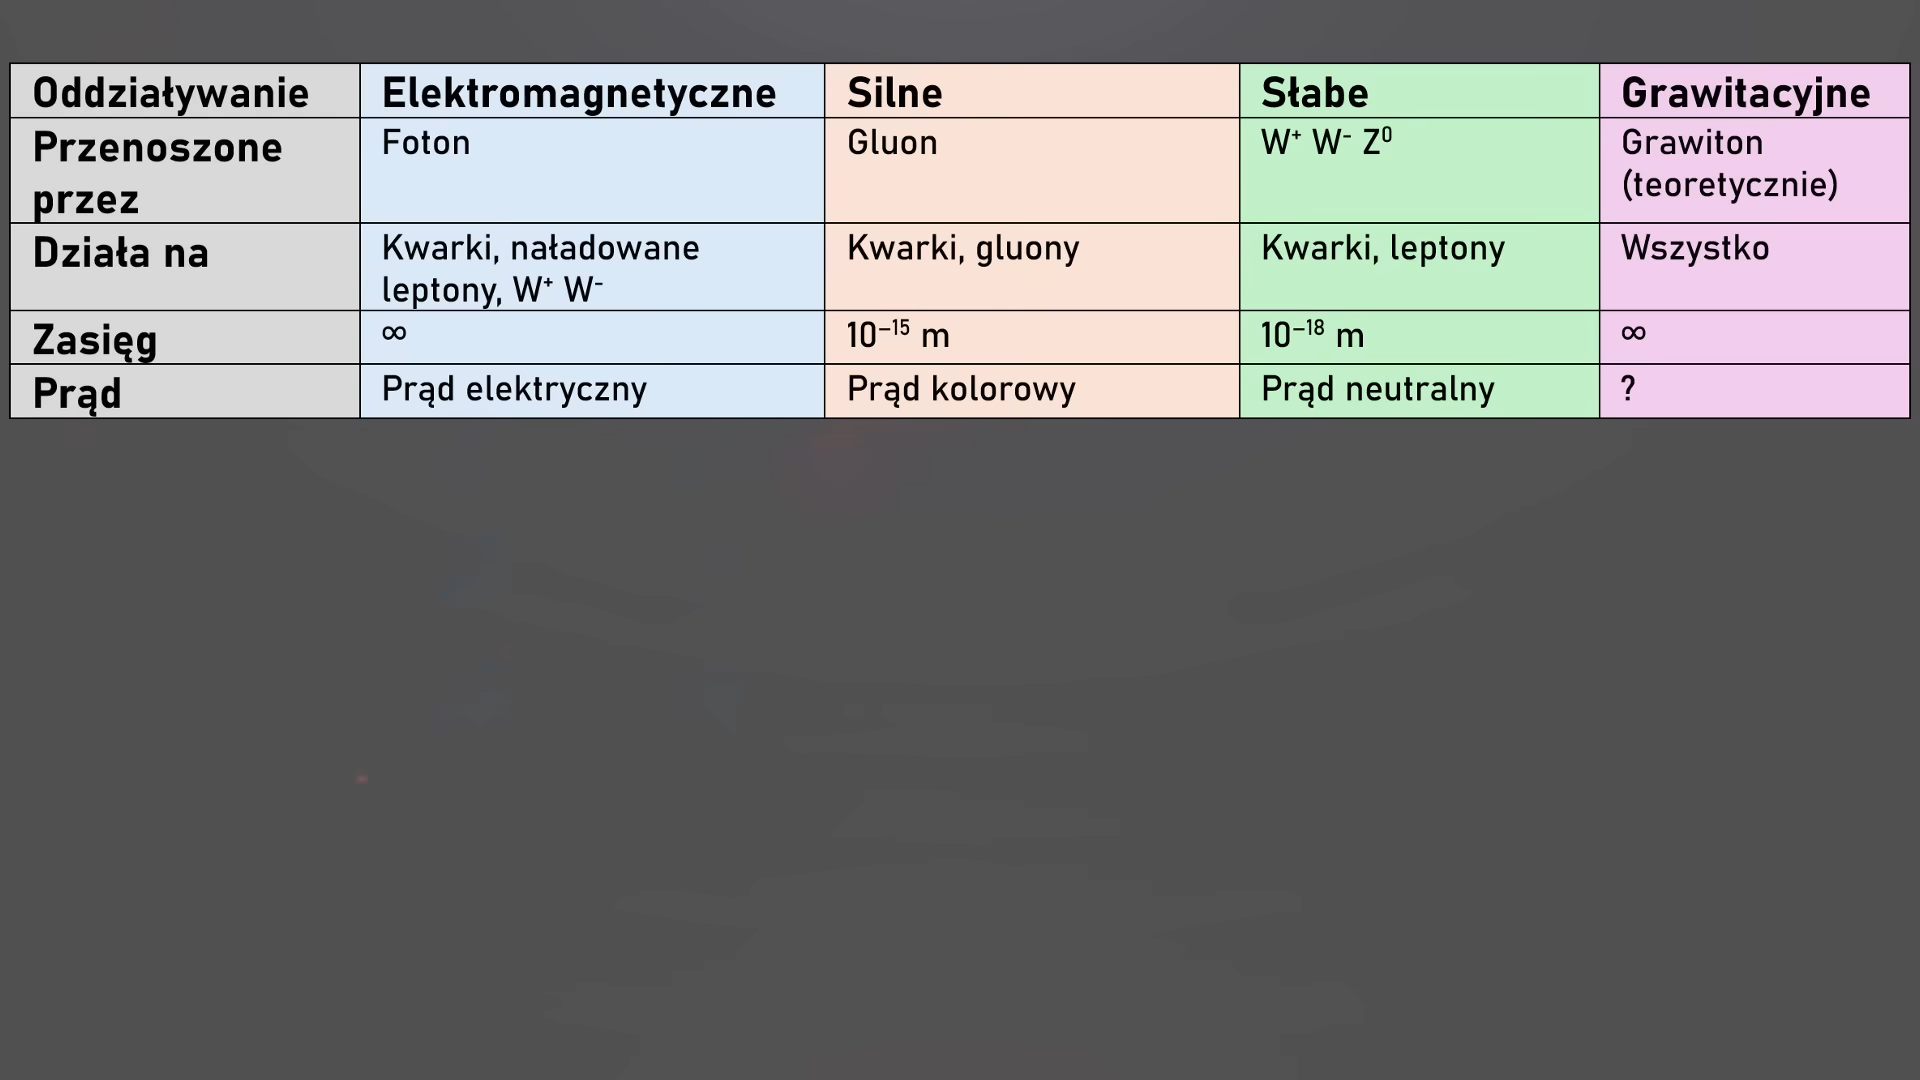 Oddziaływanie Elektromagnetyczne Silne Słabe Grawitacyjne
Przenoszone przez Foton Gluon W⁺ W⁻ Z⁰ Grawiton (teoretycznie)
Działa na Kwarki, naładowane leptony, W⁺ W⁻ Kwarki, gluony Kwarki, leptony Wszystko
Zasięg ∞ 10⁻¹⁵ m 10⁻¹⁸ m ∞
Prąd Prąd elektryczny Prąd kolorowy Prąd neutralny ?